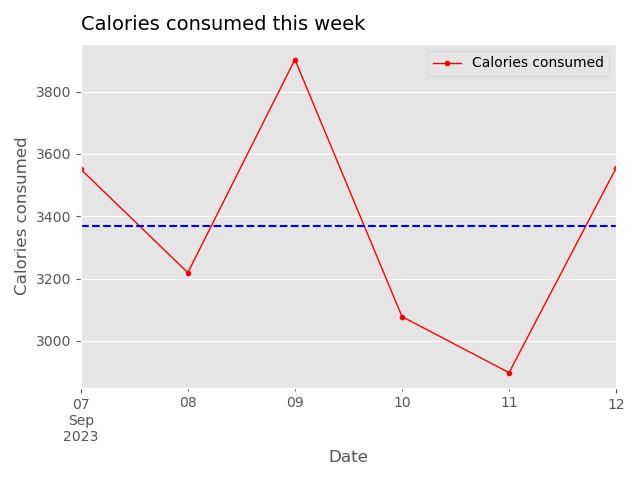 Calories consumed this week
Calories consumed
3800
3600
3400
3200
3000
Calories consumed
07
Sep
2023
08
09
10
11
12
Date